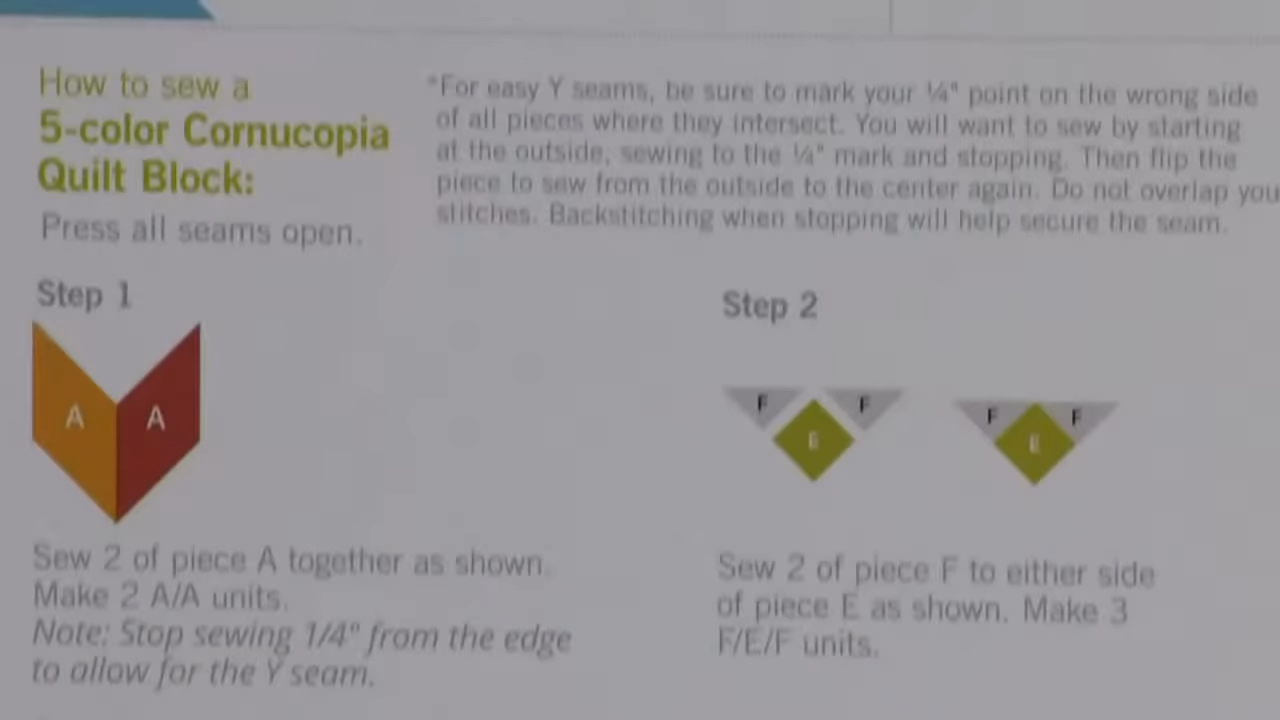 How to sew a
5-color Cornucopia
Quilt Block:
Press all seams open.
*For easy Y seams, be sure to mark your ¼" point on the wrong side
of all pieces where they intersect. You will want to sew by starting
at the outside, sewing to the ¼" mark and stopping. Then flip the
piece to sew from the outside to the center again. Do not overlap you
stitches. Backstitching when stopping will help secure the seam.
Step 1
A A
Sew 2 of piece A together as shown.
Make 2 A/A units.
Note: Stop sewing 1/4" from the edge
to allow for the Y seam.
Step 2
F F F F
E E
Sew 2 of piece F to either side
of piece E as shown. Make 3
F/E/F units.